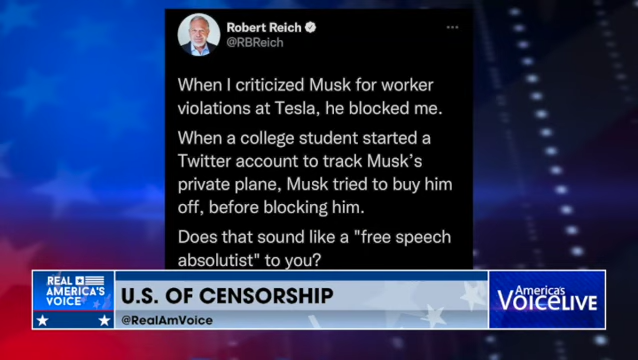 Robert Reich
@RBReich
When I criticized Musk for worker
violations at Tesla, he blocked me.
When a college student started a
Twitter account to track Musk's
private plane, Musk tried to buy him
off, before blocking him.
Does that sound like a "free speech
absolutist" to you?
REAL
AMERICA'S
VOICE
U.S. OF CENSORSHIP
@RealAmVoice
America's
VOICELIVE